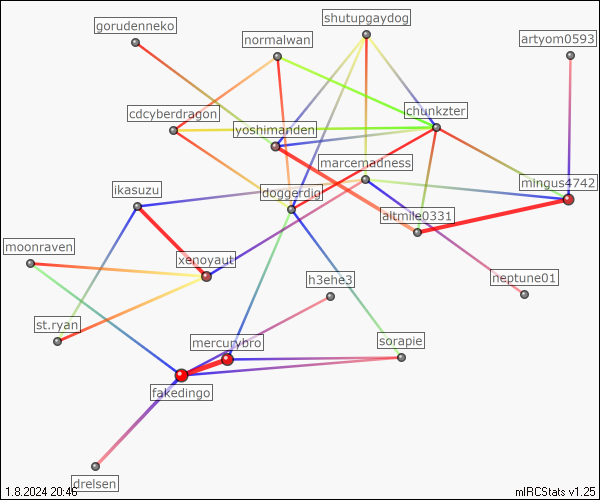 shutupgaydog
gorudenneko
normalwan
artyom0593
cdcyberdragon
chunkzter
yoshimanden
marcemadness
ikasuzu
doggerdig
mingus4742
altmile0331
moonraven
xenoyaut
h3ehe3
neptune01
st.ryan
mercurybro
sorapie
fakedingo
drelsen
1.8.2024 20:46
mIRCStats v1.25